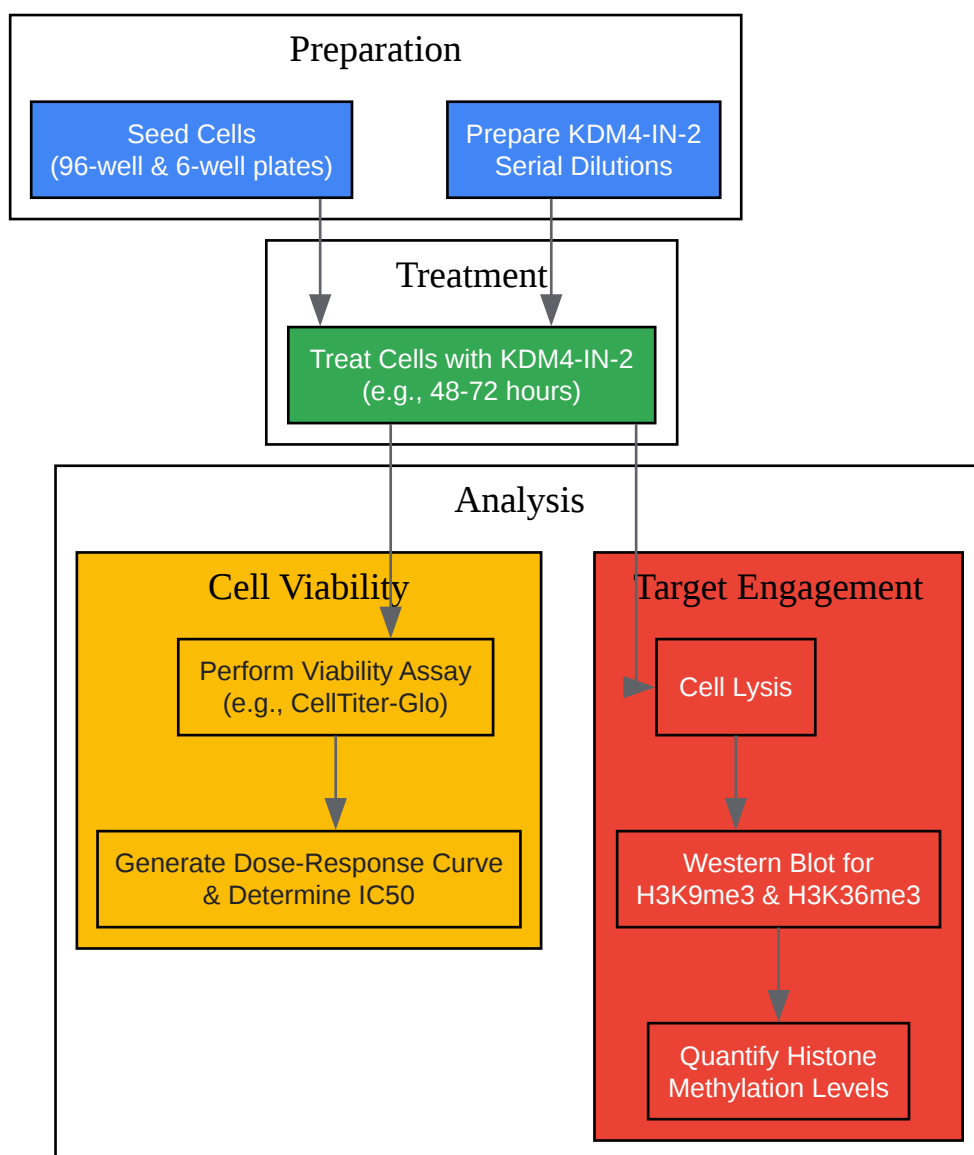 Preparation
Seed Cells
(96-well & 6-well plates)
Prepare KDM4-IN-2
Serial Dilutions
Treatment
Treat Cells with KDM4-IN-2
(e.g., 48-72 hours)
Analysis
Cell Viability
Perform Viability Assay
(e.g., CellTiter-Glo)
Generate Dose-Response Curve
& Determine IC50
Target Engagement
Cell Lysis
Western Blot for
H3K9me3 & H3K36me3
Quantify Histone
Methylation Levels